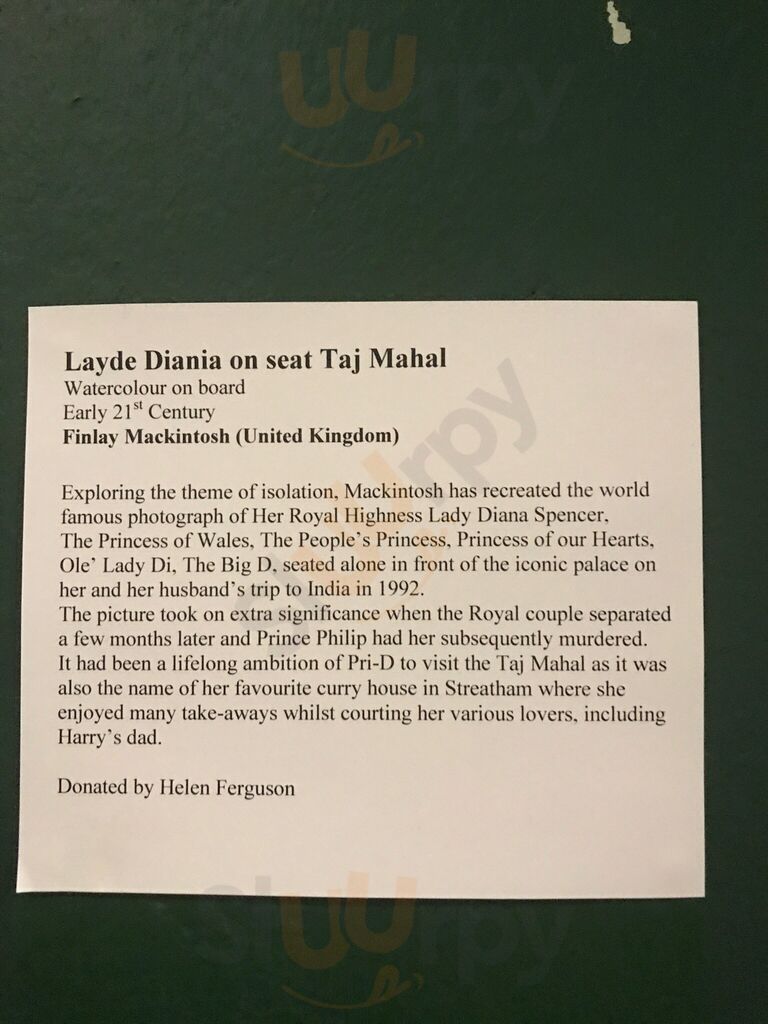 sluurpy
Layde Diania on seat Taj Mahal
Watercolour on board
Early 21st Century
Finlay Mackintosh (United Kingdom)
Exploring the theme of isolation, Mackintosh has recreated the world
famous photograph of Her Royal Highness Lady Diana Spencer,
The Princess of Wales, The People's Princess, Princess of our Hearts,
Ole' Lady Di, The Big D, seated alone in front of the iconic palace on
her and her husband's trip to India in 1992.
The picture took on extra significance when the Royal couple separated
a few months later and Prince Philip had her subsequently murdered.
It had been a lifelong ambition of Pri-D to visit the Taj Mahal as it was
also the name of her favourite curry house in Streatham where she
enjoyed many take-aways whilst courting her various lovers, including
Harry's dad.
Donated by Helen Ferguson
sluurpy
sluurpy